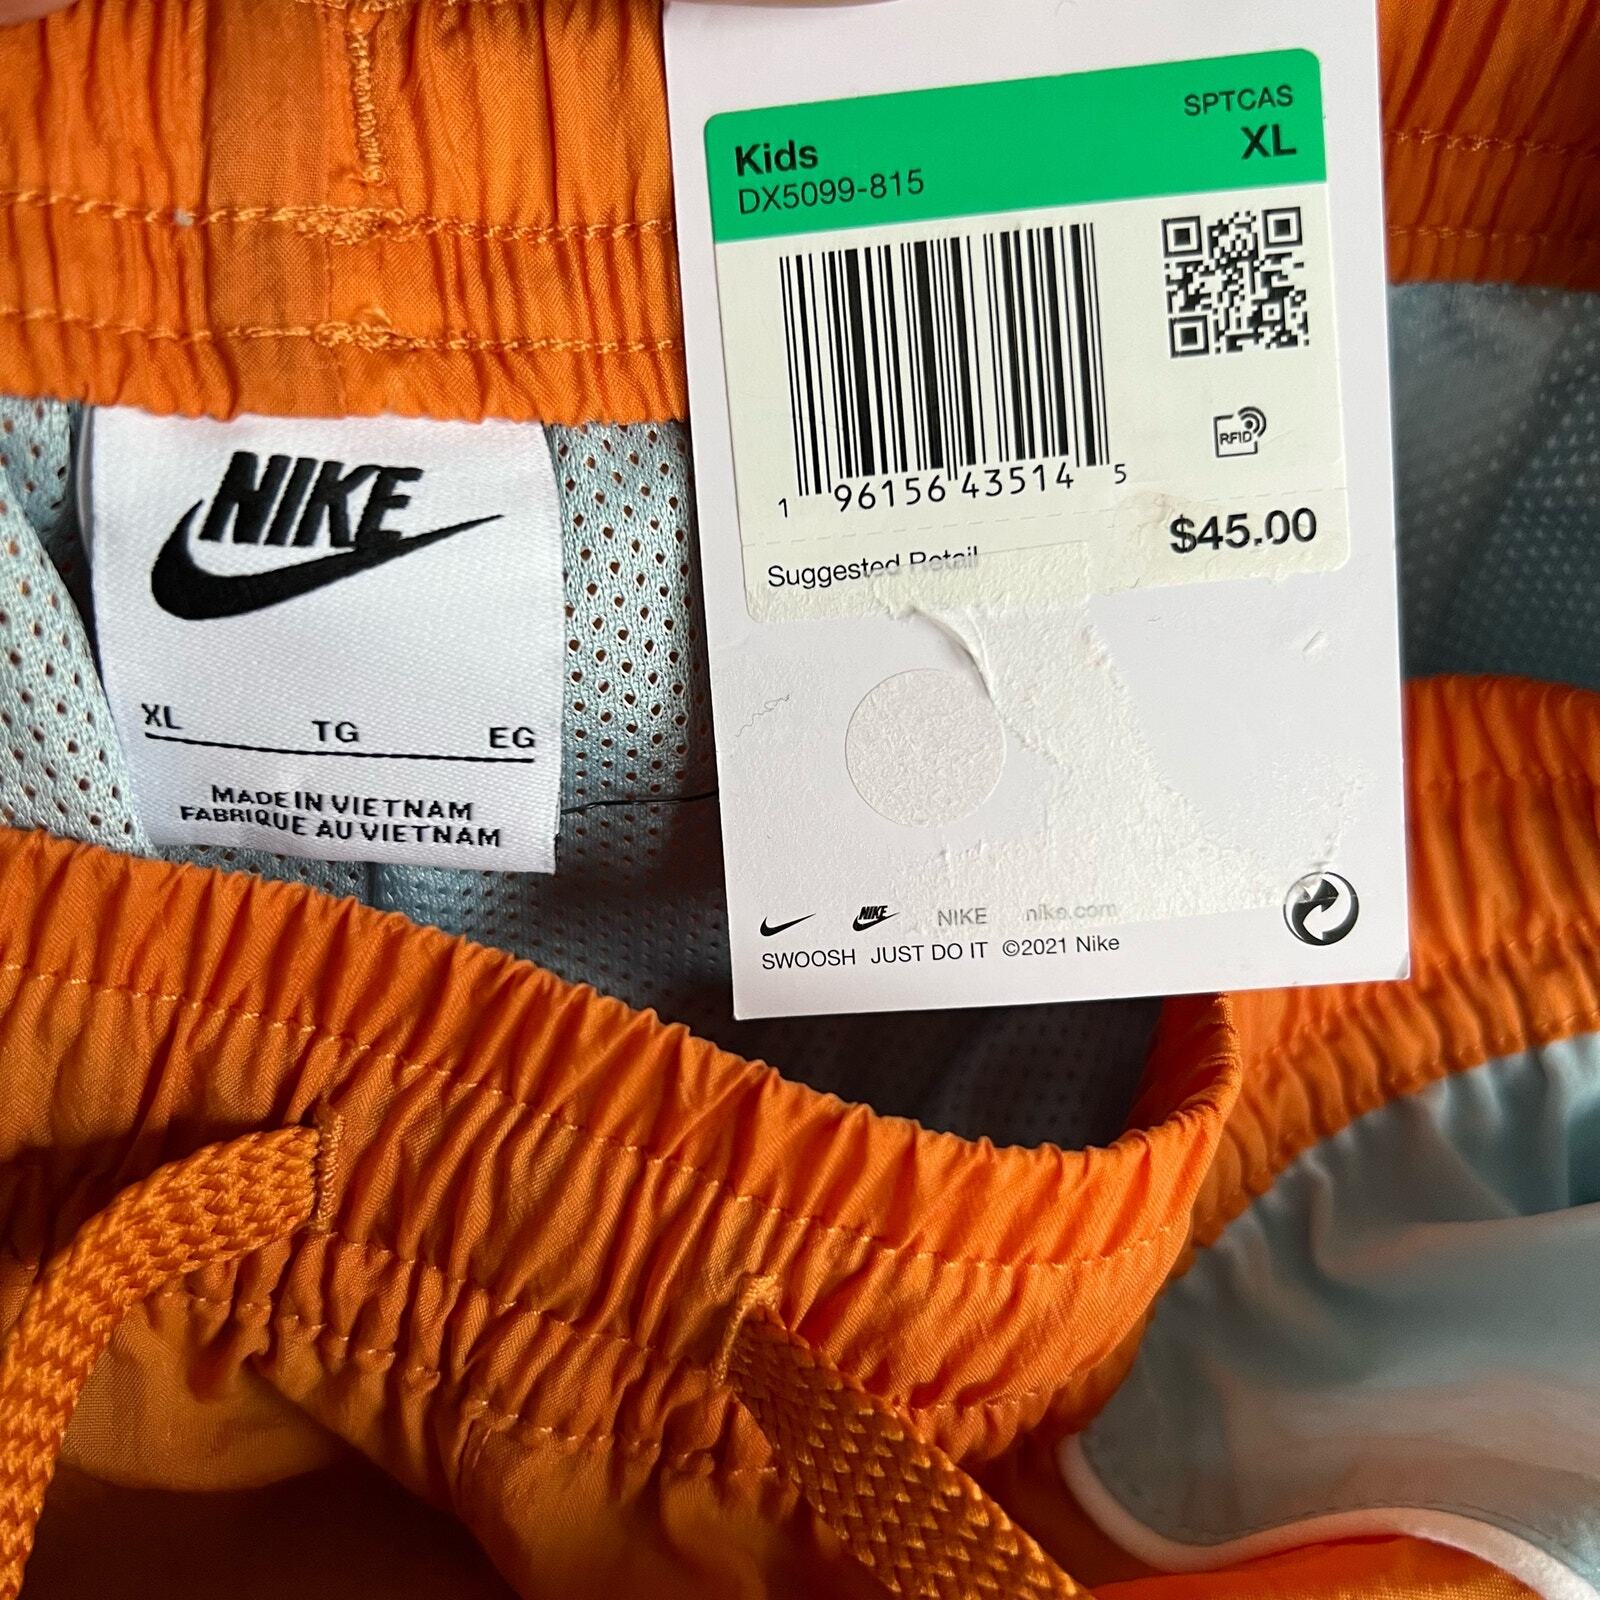 SPTCAS
Kids XL
DX5099-815
RFID
1 96156 43514 5
$45.00
Suggested Retail
NIKE NIKE nike.com
SWOOSH JUST DO IT ©2021 Nike
NIKE
XL TG EG
MADE IN VIETNAM
FABRIQUE AU VIETNAM